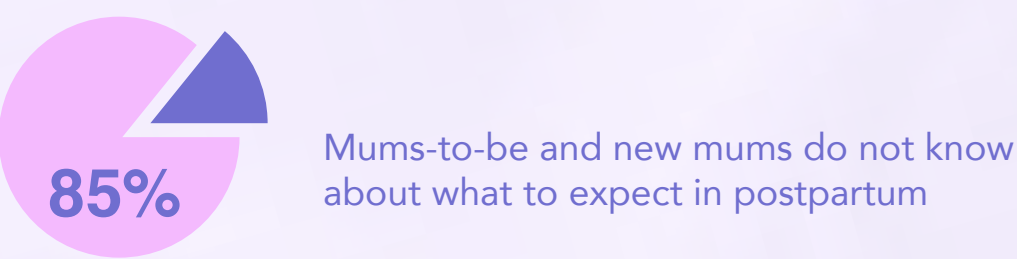 85%
Mums-to-be and new mums do not know
about what to expect in postpartum